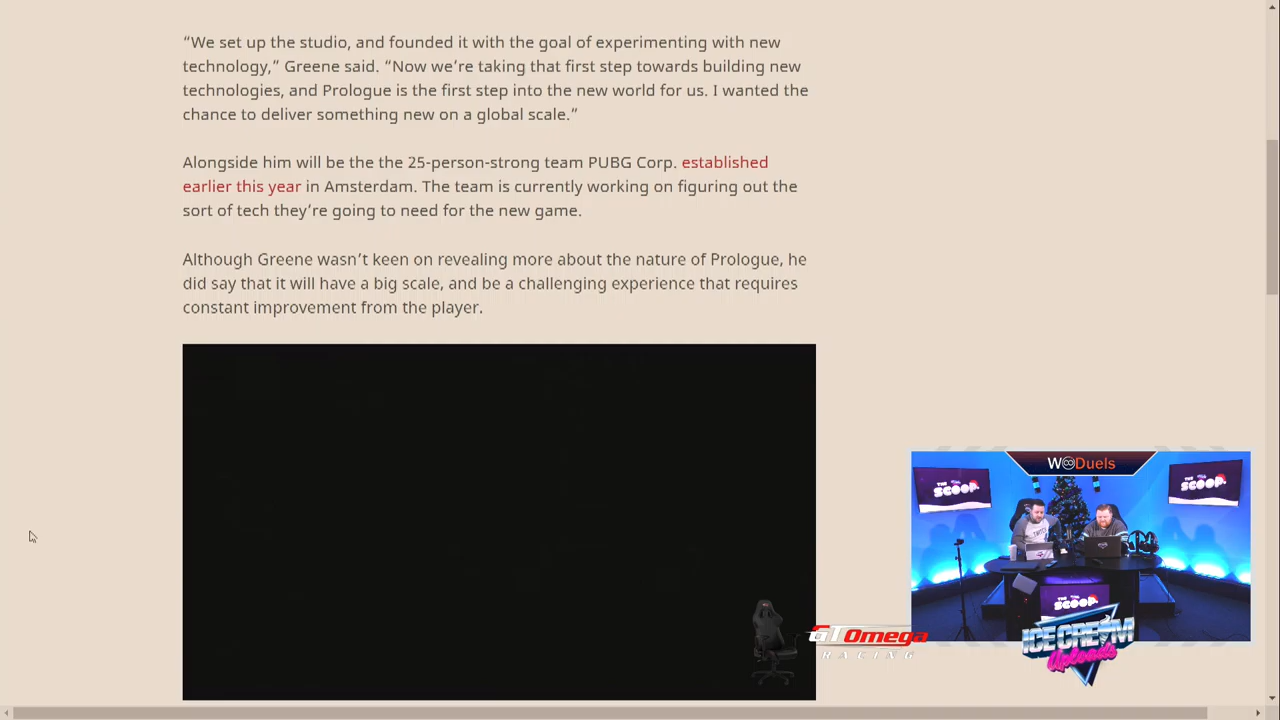 “We set up the studio, and founded it with the goal of experimenting with new
technology,” Greene said. “Now we’re taking that first step towards building new
technologies, and Prologue is the first step into the new world for us. I wanted the
chance to deliver something new on a global scale.”
Alongside him will be the the 25-person-strong team PUBG Corp. established
earlier this year in Amsterdam. The team is currently working on figuring out the
sort of tech they’re going to need for the new game.
Although Greene wasn’t keen on revealing more about the nature of Prologue, he
did say that it will have a big scale, and be a challenging experience that requires
constant improvement from the player.
W∞Duels
THE
SCOOP.
THE
SCOOP.
THE
SCOOP.
GTOmega
RACING
ICE CREAM
Uploads